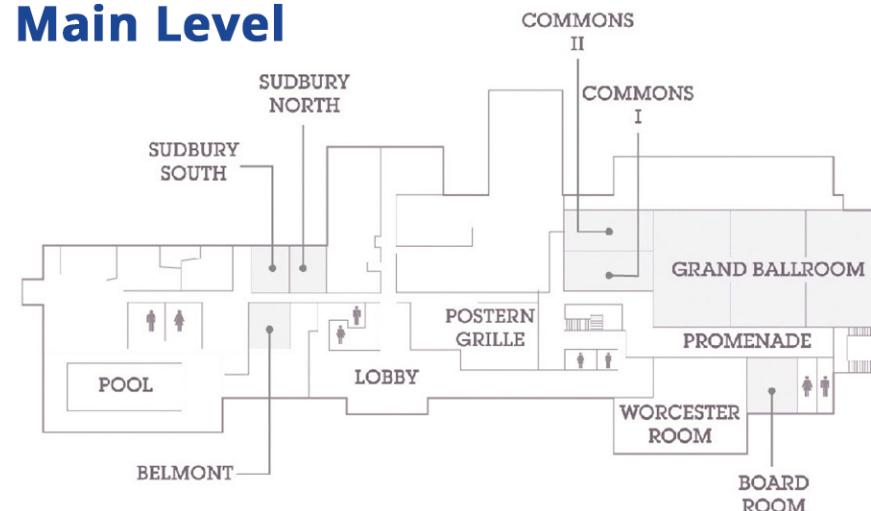 Main Level
COMMONS
II
SUDBURY
NORTH
COMMONS
I
SUDBURY
SOUTH
GRAND BALLROOM
POSTERN
GRILLE
PROMENADE
POOL
LOBBY
WORCESTER
ROOM
BELMONT
BOARD
ROOM